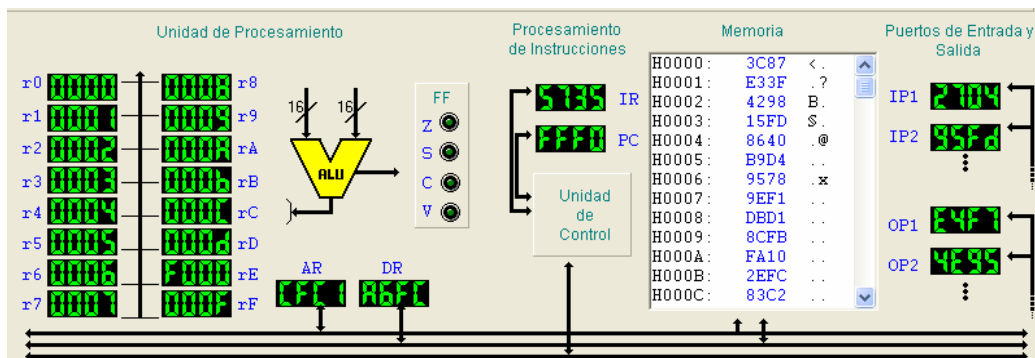 Unidad de Procesamiento
r0 0000 0008 r8
r1 0001 0009 r9
r2 0002 000A rA
r3 0003 000b rB
r4 0004 000C rC
r5 0005 000d rD
r6 0006 F000 rE
r7 0007 000F rF
16 16
ALU
FF
Z
S
C
V
AR DR
CFC1 A6FC
Procesamiento
de Instrucciones
5735 IR
FFF0 PC
Unidad
de
Control
Memoria
H0000: 3C87 <.
H0001: E33F .?
H0002: 4298 B.
H0003: 15FD S.
H0004: 8640 .@
H0005: B9D4 ..
H0006: 9578 .x
H0007: 9EF1 ..
H0008: DBD1 ..
H0009: 8CFB ..
H000A: FA10 ..
H000B: 2EFC ..
H000C: 83C2 ..
Puertos de Entrada y
Salida
IP1 2704
IP2 95Fd
OP1 E4F7
OP2 4E95